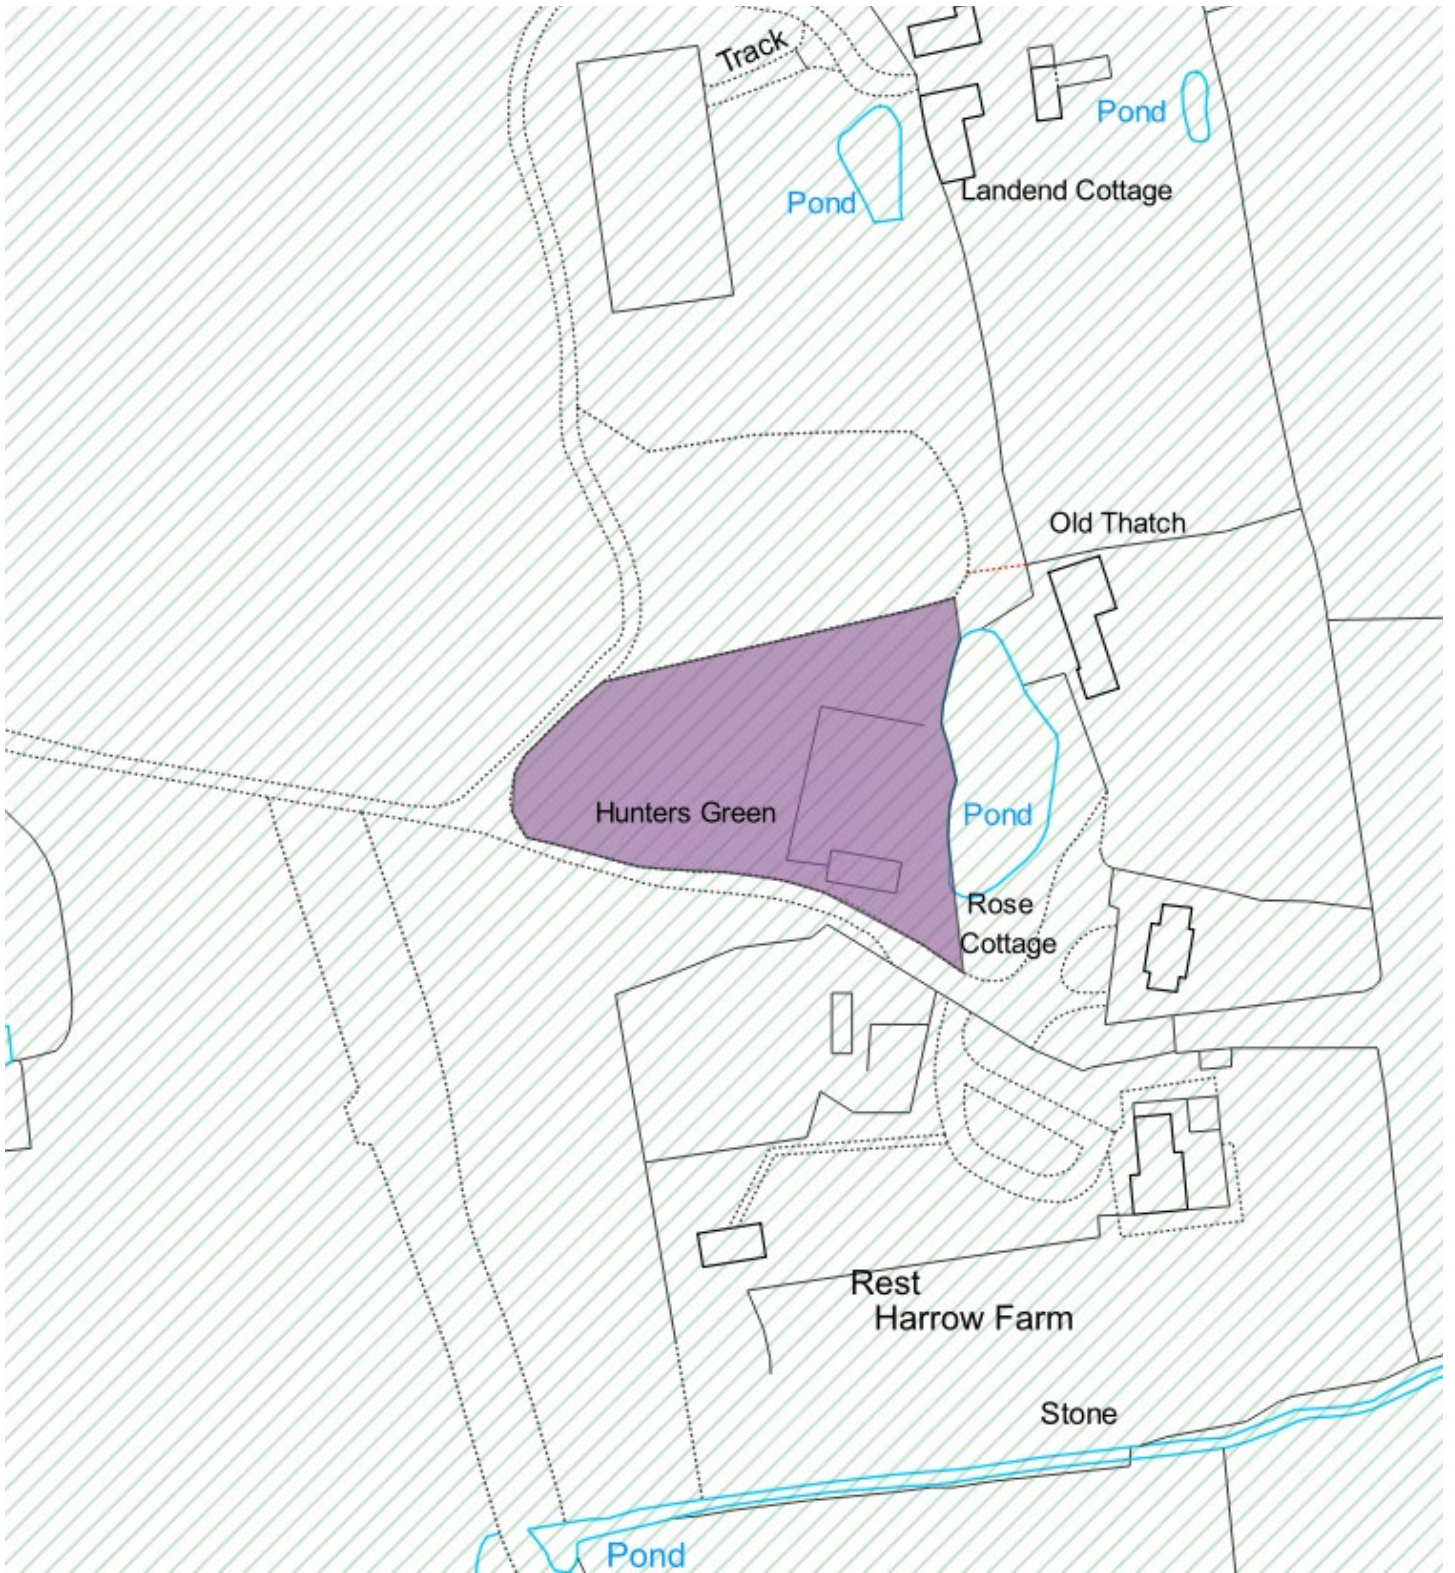 Track
Pond
Pond
Landend Cottage
Old Thatch
Hunters Green
Pond
Rose
Cottage
Rest
Harrow Farm
Stone
Pond